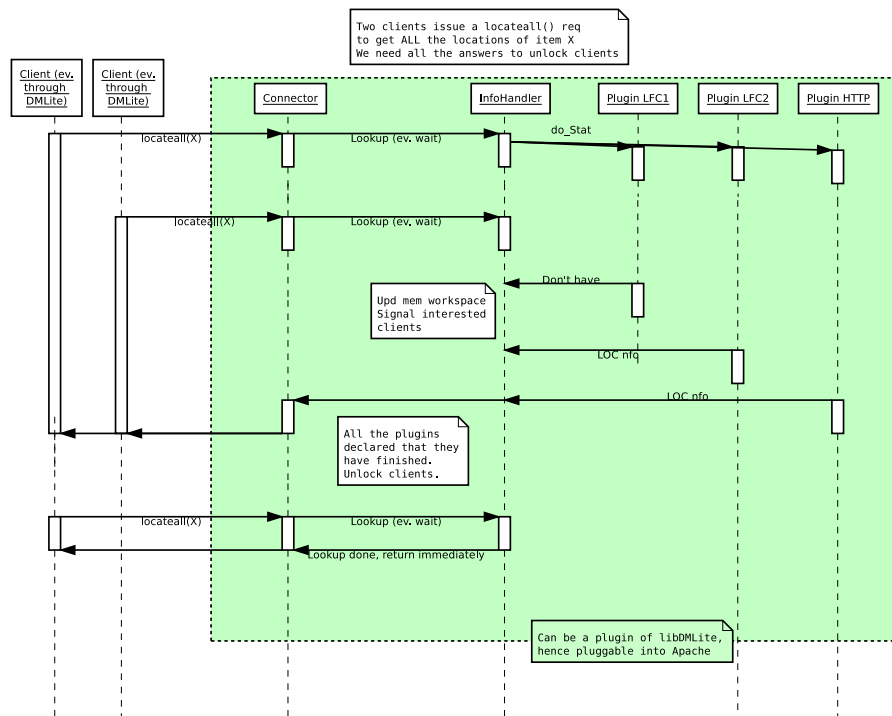 Two clients issue a locateall() req
to get ALL the locations of item X
We need all the answers to unlock clients
Client (ev.
through
DMLite)
Client (ev.
through
DMLite)
Connector
InfoHandler
Plugin LFC1
Plugin LFC2
Plugin HTTP
locateall(X)
Lookup (ev. wait)
do_Stat
locateall(X)
Lookup (ev. wait)
Don't have
Upd mem workspace
Signal interested
clients
LOC nfo
LOC nfo
All the plugins
declared that they
have finished.
Unlock clients.
locateall(X)
Lookup (ev. wait)
Lookup done, return immediately
Can be a plugin of libDMLite,
hence pluggable into Apache